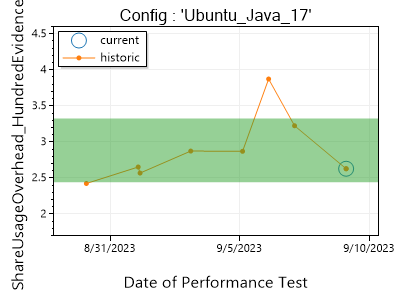 Config : 'Ubuntu_Java_17'
current
historic
ShareUsageOverhead_HundredEvidence
4.5
4
3.5
3
2.5
2
8/31/2023
9/5/2023
9/10/2023
Date of Performance Test